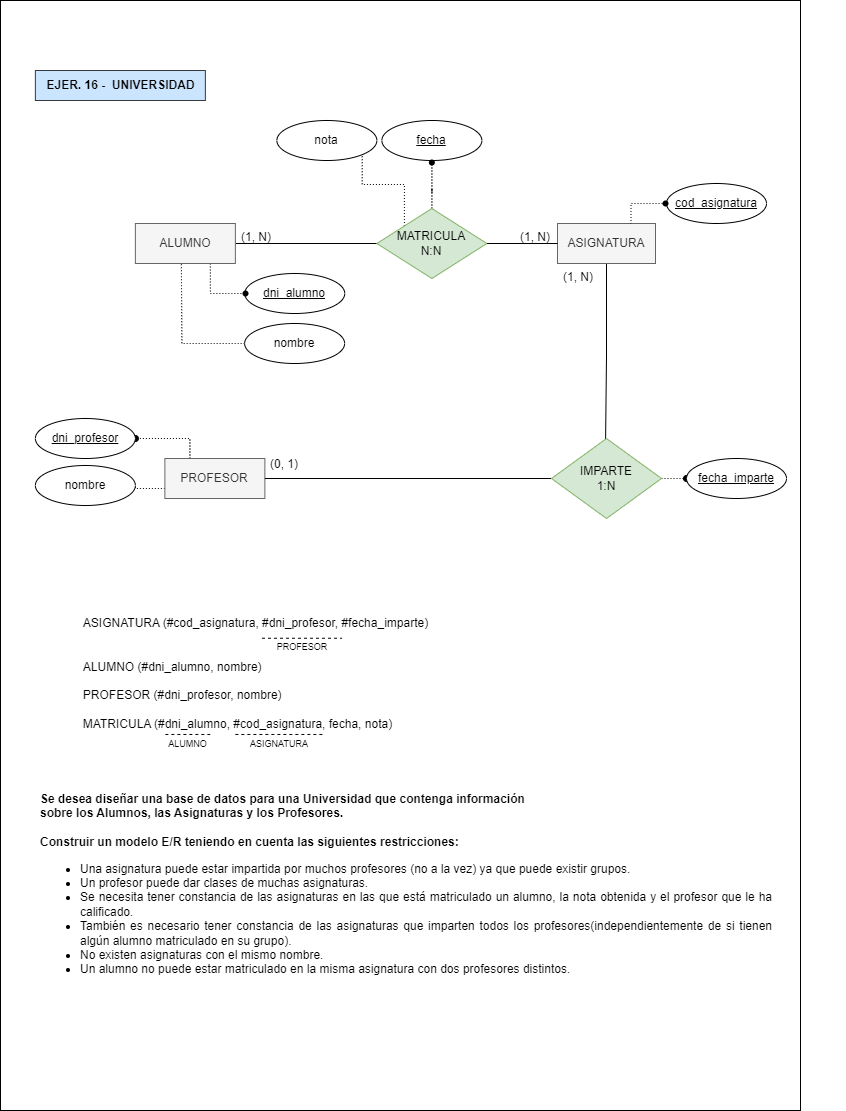 EJER. 16 -  UNIVERSIDAD
nota
fecha
cod_asignatura
ALUMNO
(1, N)
MATRICULA
N:N
(1, N)
ASIGNATURA
(1, N)
dni_alumno
nombre
dni_profesor
nombre
PROFESOR
(0, 1)
IMPARTE
1:N
fecha_imparte
ASIGNATURA (#cod_asignatura, #dni_profesor, #fecha_imparte)
PROFESOR
ALUMNO (#dni_alumno, nombre)
PROFESOR (#dni_profesor, nombre)
MATRICULA (#dni_alumno, #cod_asignatura, fecha, nota)
ALUMNO
ASIGNATURA
Se desea diseñar una base de datos para una Universidad que contenga información
sobre los Alumnos, las Asignaturas y los Profesores.
Construir un modelo E/R teniendo en cuenta las siguientes restricciones:
• Una asignatura puede estar impartida por muchos profesores (no a la vez) ya que puede existir grupos.
• Un profesor puede dar clases de muchas asignaturas.
• Se necesita tener constancia de las asignaturas en las que está matriculado un alumno, la nota obtenida y el profesor que le ha
calificado.
• También es necesario tener constancia de las asignaturas que imparten todos los profesores(independientemente de si tienen
algún alumno matriculado en su grupo).
• No existen asignaturas con el mismo nombre.
• Un alumno no puede estar matriculado en la misma asignatura con dos profesores distintos.